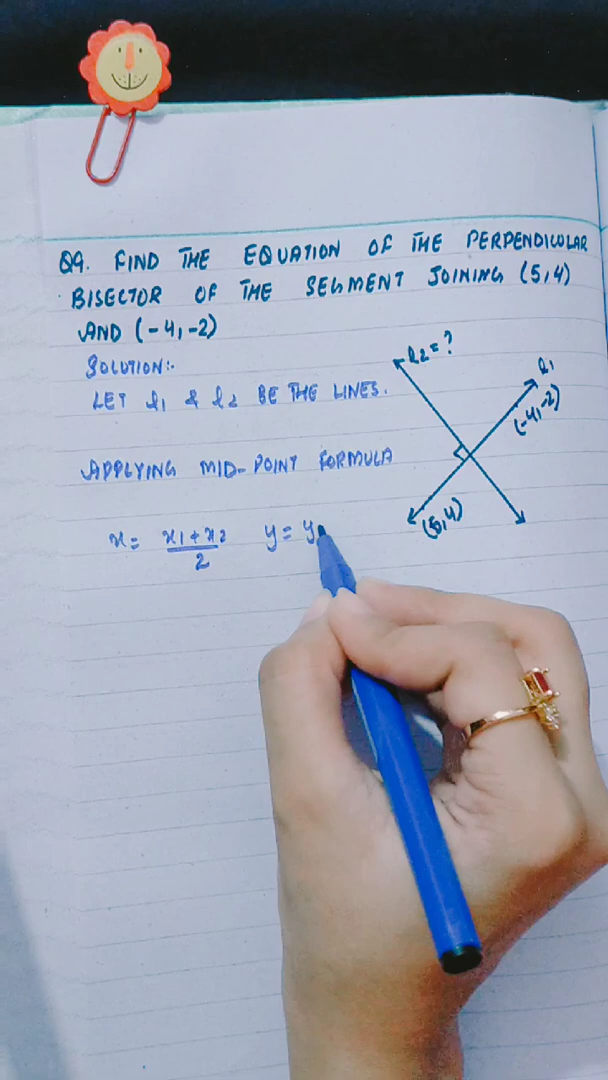 Q9. FIND THE EQUATION OF THE PERPENDICULAR
BISECTOR OF THE SEGMENT JOINING (5,4)
AND (-4,-2)
SOLUTION:-
LET l1 & l2 BE THE LINES.
l2=?
l1
(-4,-2)
(5,4)
APPLYING MID-POINT FORMULA
x= x1+x2/2 y= y